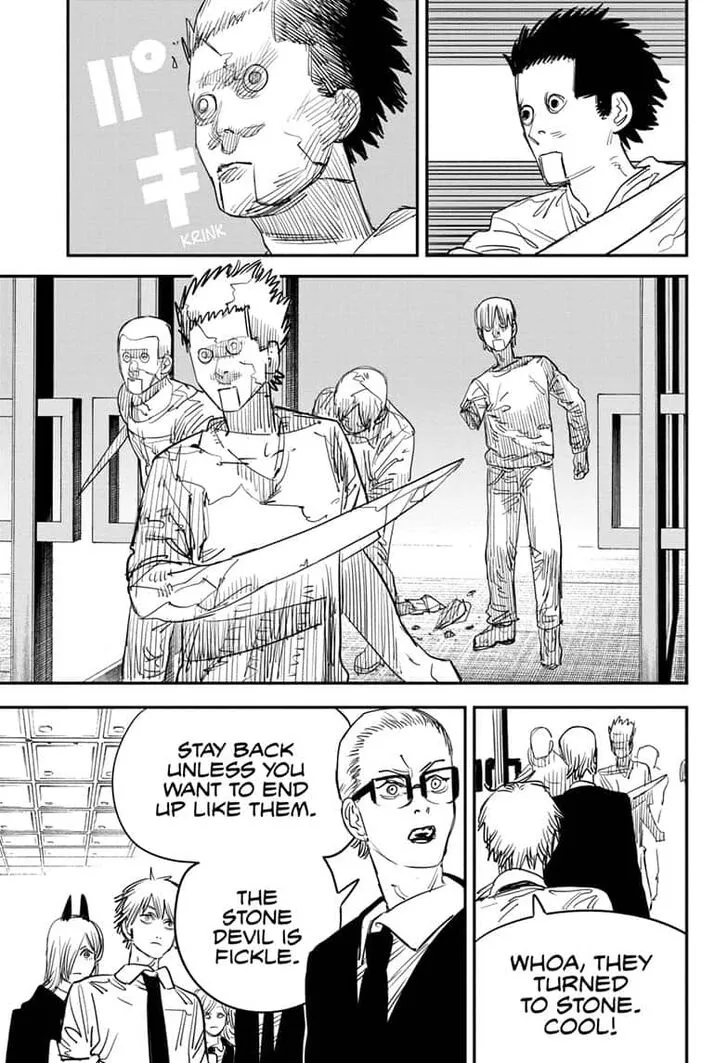 パキ
KRINK
WHOA, THEY
TURNED
TO STONE.
COOL!
STAY BACK
UNLESS YOU
WANT TO END
UP LIKE THEM.
THE
STONE
DEVIL IS
FICKLE.